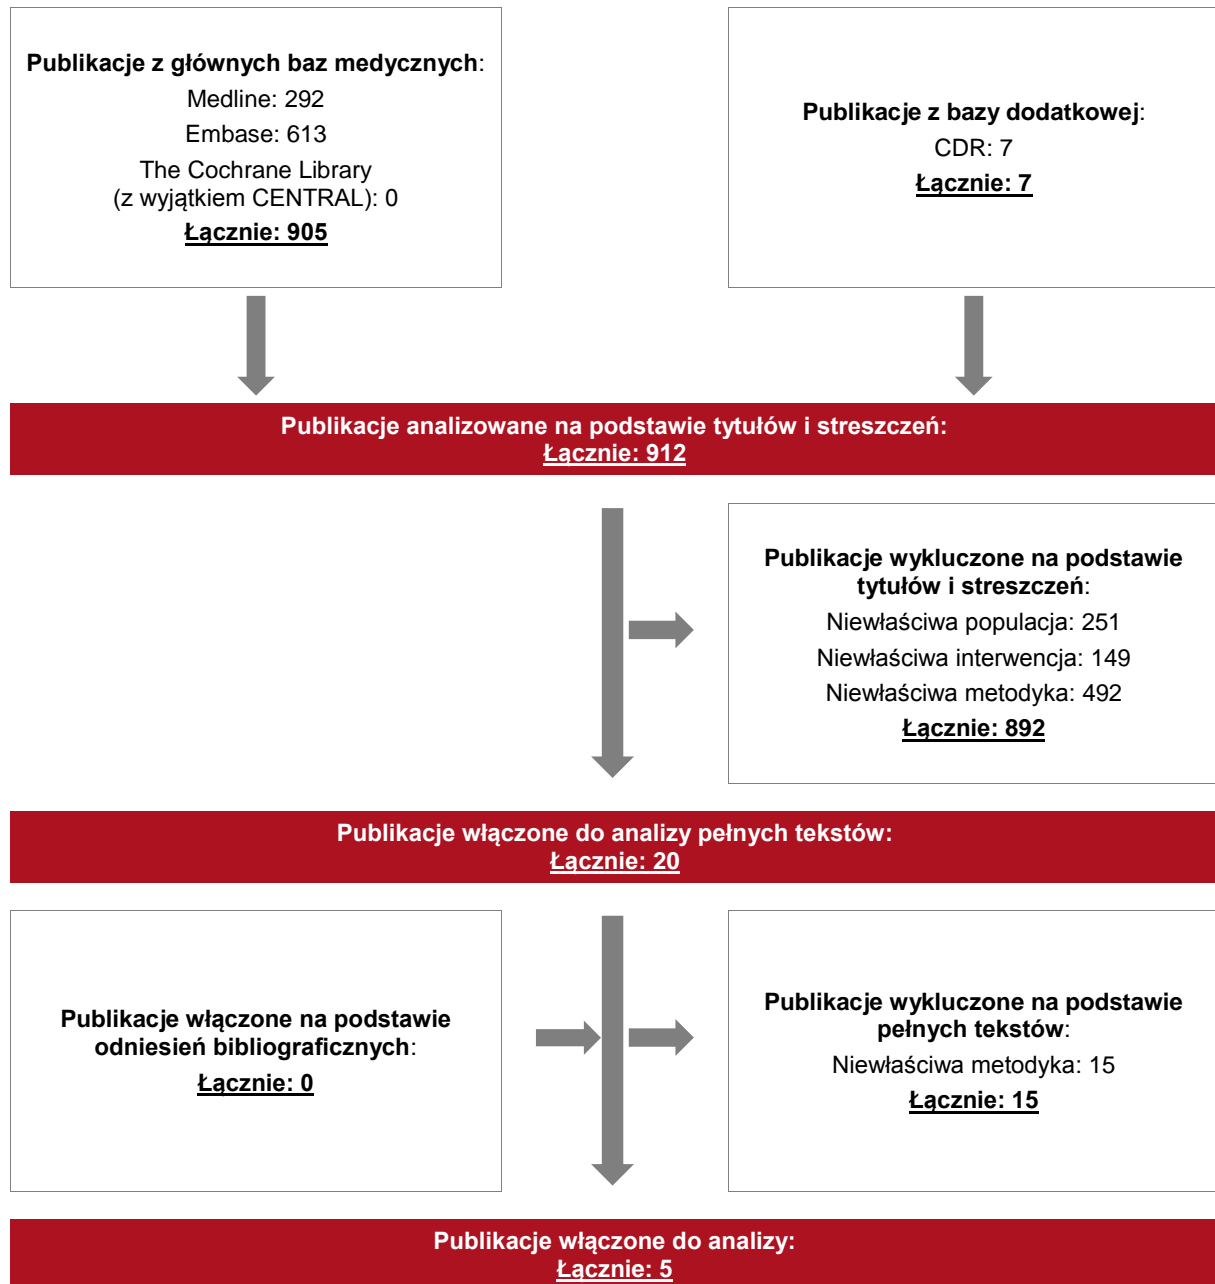 Publikacje z głównych baz medycznych:
Medline: 292
Embase: 613
The Cochrane Library
(z wyjątkiem CENTRAL): 0
Łącznie: 905
Publikacje z bazy dodatkowej:
CDR: 7
Łącznie: 7
Publikacje analizowane na podstawie tytułów i streszczeń:
Łącznie: 912
Publikacje wykluczone na podstawie
tytułów i streszczeń:
Niewłaściwa populacja: 251
Niewłaściwa interwencja: 149
Niewłaściwa metodyka: 492
Łącznie: 892
Publikacje włączone do analizy pełnych tekstów:
Łącznie: 20
Publikacje włączone na podstawie
odniesień bibliograficznych:
Łącznie: 0
Publikacje wykluczone na podstawie
pełnych tekstów:
Niewłaściwa metodyka: 15
Łącznie: 15
Publikacje włączone do analizy:
Łącznie: 5